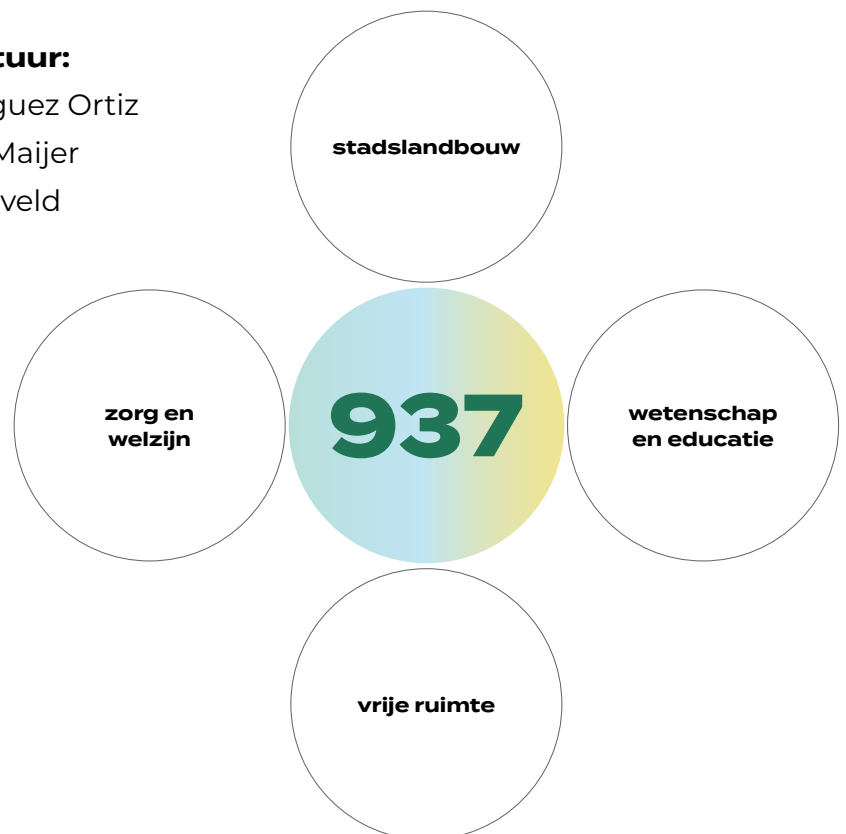 tuur:
guez Ortiz
Maijer
veld
stadslandbouw
zorg en
welzijn
937
wetenschap
en educatie
vrije ruimte